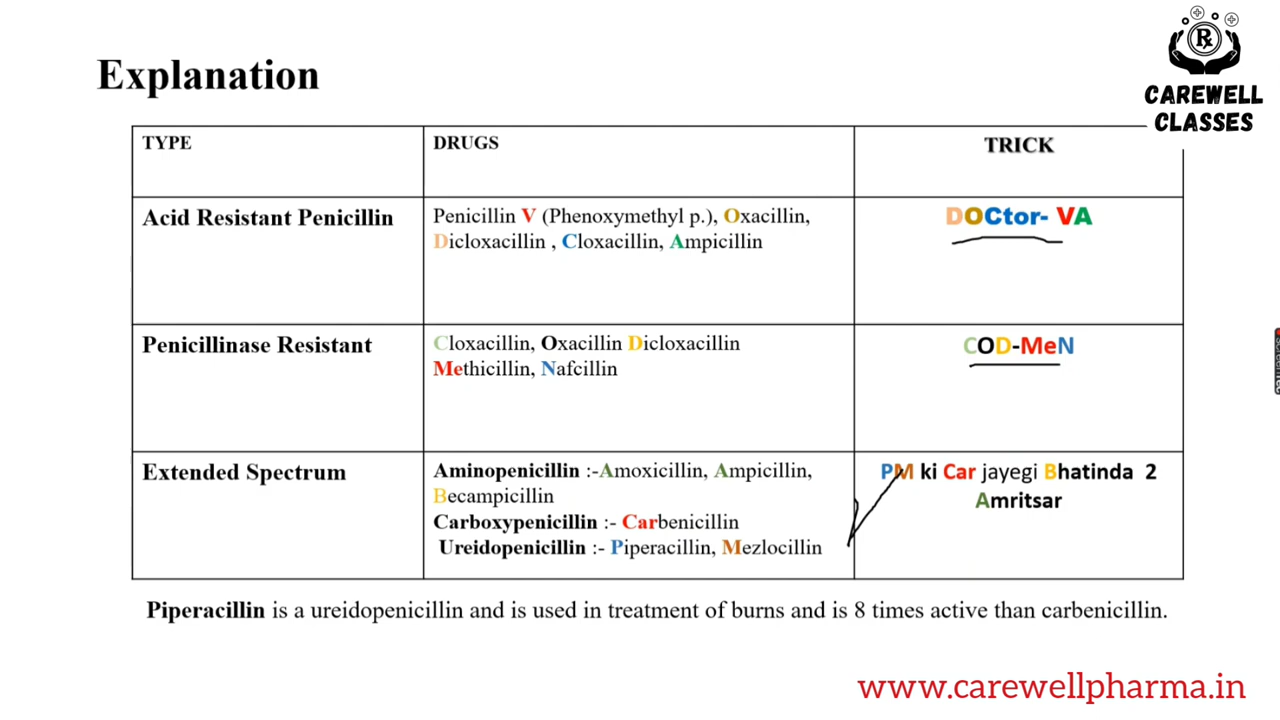 Explanation
CAREWELL
CLASSES
TYPE
DRUGS
TRICK
Acid Resistant Penicillin
Penicillin V (Phenoxymethyl p.), Oxacillin,
Dicloxacillin , Cloxacillin, Ampicillin
DOCtor- VA
Penicillinase Resistant
Cloxacillin, Oxacillin Dicloxacillin
Methicillin, Nafcillin
COD-MeN
Extended Spectrum
Aminopenicillin :-Amoxicillin, Ampicillin,
Becampicillin
Carboxypenicillin :- Carbenicillin
Ureidopenicillin :- Piperacillin, Mezlocillin
PM ki Car jayegi Bhatinda 2
Amritsar
Piperacillin is a ureidopenicillin and is used in treatment of burns and is 8 times active than carbenicillin.
www.carewellpharma.in